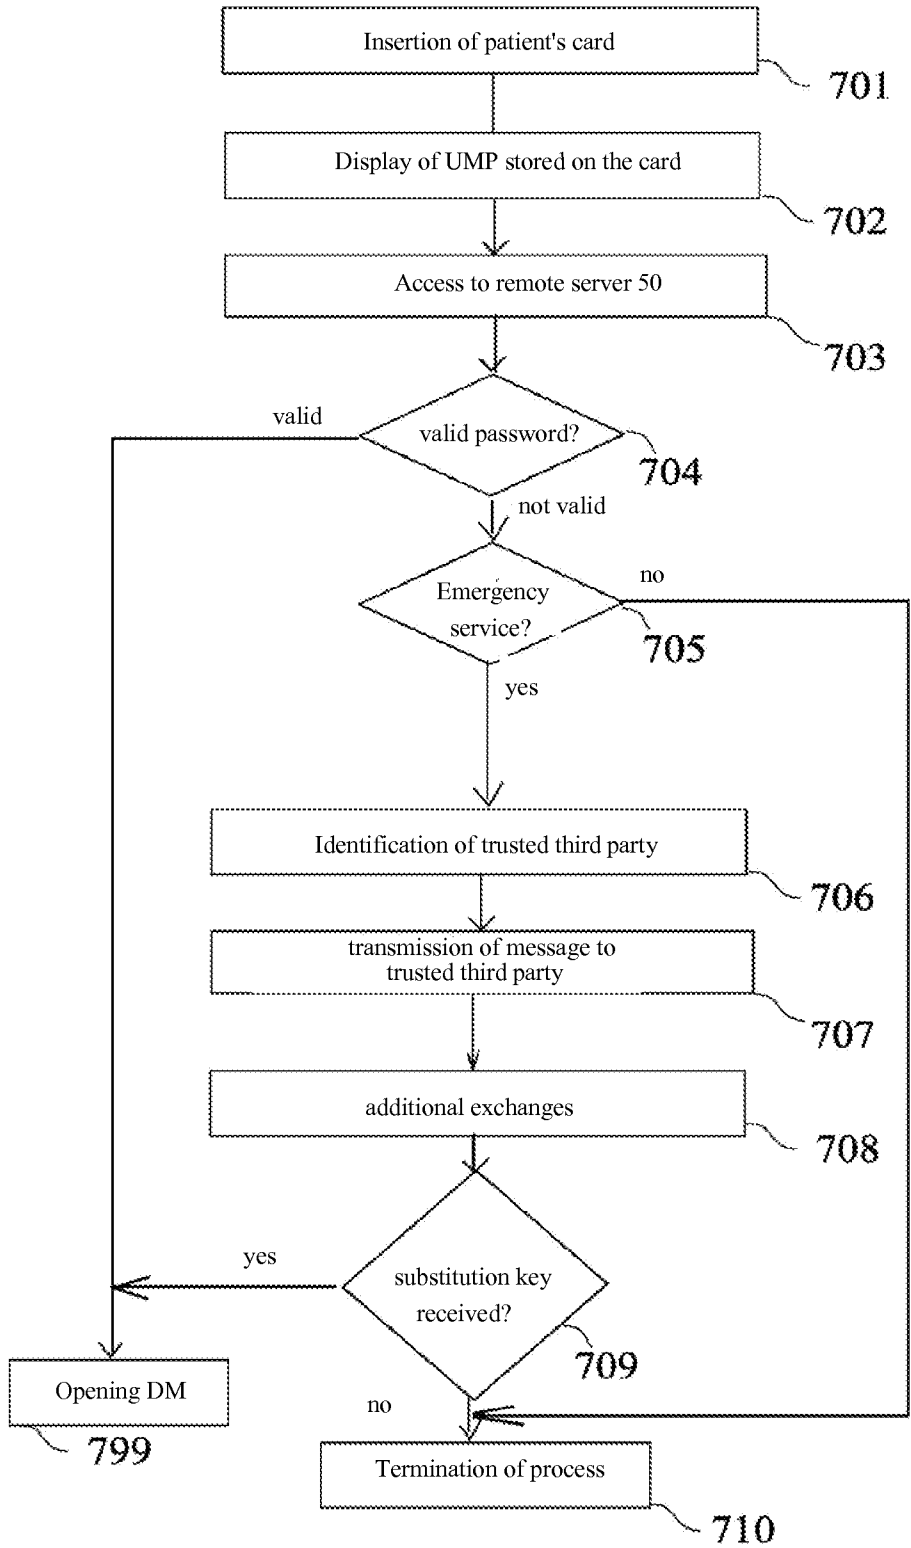 Insertion of patient's card
701
Display of UMP stored on the card
702
Access to remote server 50
703
valid
valid password?
704
not valid
no
Emergency
service?
705
yes
Identification of trusted third party
706
transmission of message to
trusted third party
707
additional exchanges
708
yes
substitution key
received?
709
Opening DM
no
799
Termination of process
710